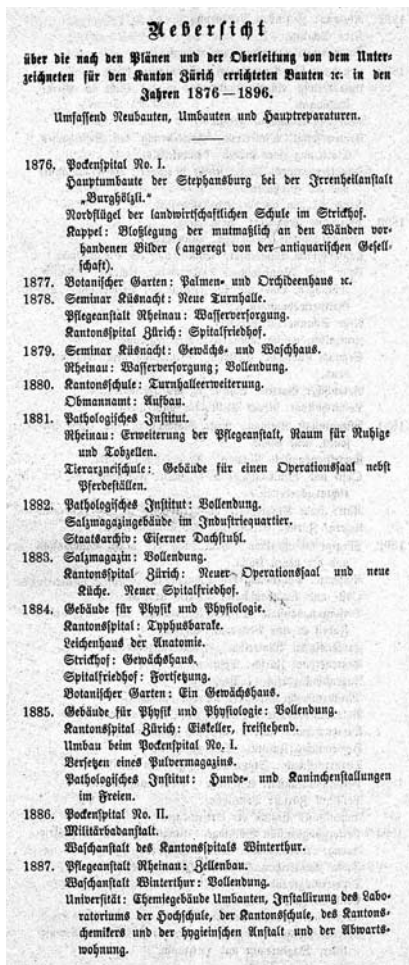 Uebersicht
über die nach den Plänen und der Oberleitung von dem Unter-
zeichneten für den Kanton Zürich errichteten Bauten ꝛc. in den
Jahren 1876—1896.
Umfassend Neubauten, Umbauten und Hauptreparaturen.
1876. Pockenspital No. I.
Hauptumbaute der Stephansburg bei der Irrenheilanstalt
„Burghölzli."
Nordflügel der landwirtschaftlichen Schule im Strickhof.
Kappel: Bloßlegung der mutmaßlich an den Wänden vor-
handenen Bilder (angeregt von der antiquarischen Gesell-
schaft).
1877. Botanischer Garten: Palmen- und Orchideenhaus ꝛc.
1878. Seminar Küsnacht: Neue Turnhalle.
Pflegeanstalt Rheinau: Wasserversorgung.
Kantonsspital Zürich: Spitalfriedhof.
1879. Seminar Küsnacht: Gewächs- und Waschhaus.
Rheinau: Wasserversorgung; Vollendung.
1880. Kantonsschule: Turnhalleerweiterung.
Obmannamt: Aufbau.
1881. Pathologisches Institut.
Rheinau: Erweiterung der Pflegeanstalt, Raum für Ruhige
und Tobzellen.
Tierarzneischule: Gebäude für einen Operationssaal nebst
Pferdeställen.
1882. Pathologisches Institut: Vollendung.
Salzmagazingebäude im Industriequartier.
Staatsarchiv: Eiserner Dachstuhl.
1883. Salzmagazin: Vollendung.
Kantonsspital Zürich: Neuer Operationssaal und neue
Küche. Neuer Spitalfriedhof.
1884. Gebäude für Physik und Physiologie.
Kantonsspital: Typhusbarake.
Leichenhaus der Anatomie.
Strickhof: Gewächshaus.
Spitalfriedhof: Fortsetzung.
Botanischer Garten: Ein Gewächshaus.
1885. Gebäude für Physik und Physiologie: Vollendung.
Kantonsspital Zürich: Eiskeller, freistehend.
Umbau beim Pockenspital No. I.
Versetzen eines Pulvermagazins.
Pathologisches Institut: Hunde- und Kaninchenstallungen
im Freien.
1886. Pockenspital No. II.
Militärbadanstalt.
Waschanstalt des Kantonsspitals Winterthur.
1887. Pflegeanstalt Rheinau: Zellenbau.
Waschanstalt Winterthur: Vollendung.
Universität: Chemiegebäude Umbauten, Installirung des Labo-
ratoriums der Hochschule, der Kantonsschule, des Kantons-
chemikers und der hygieinschen Anstalt und der Abwarts-
wohnung.